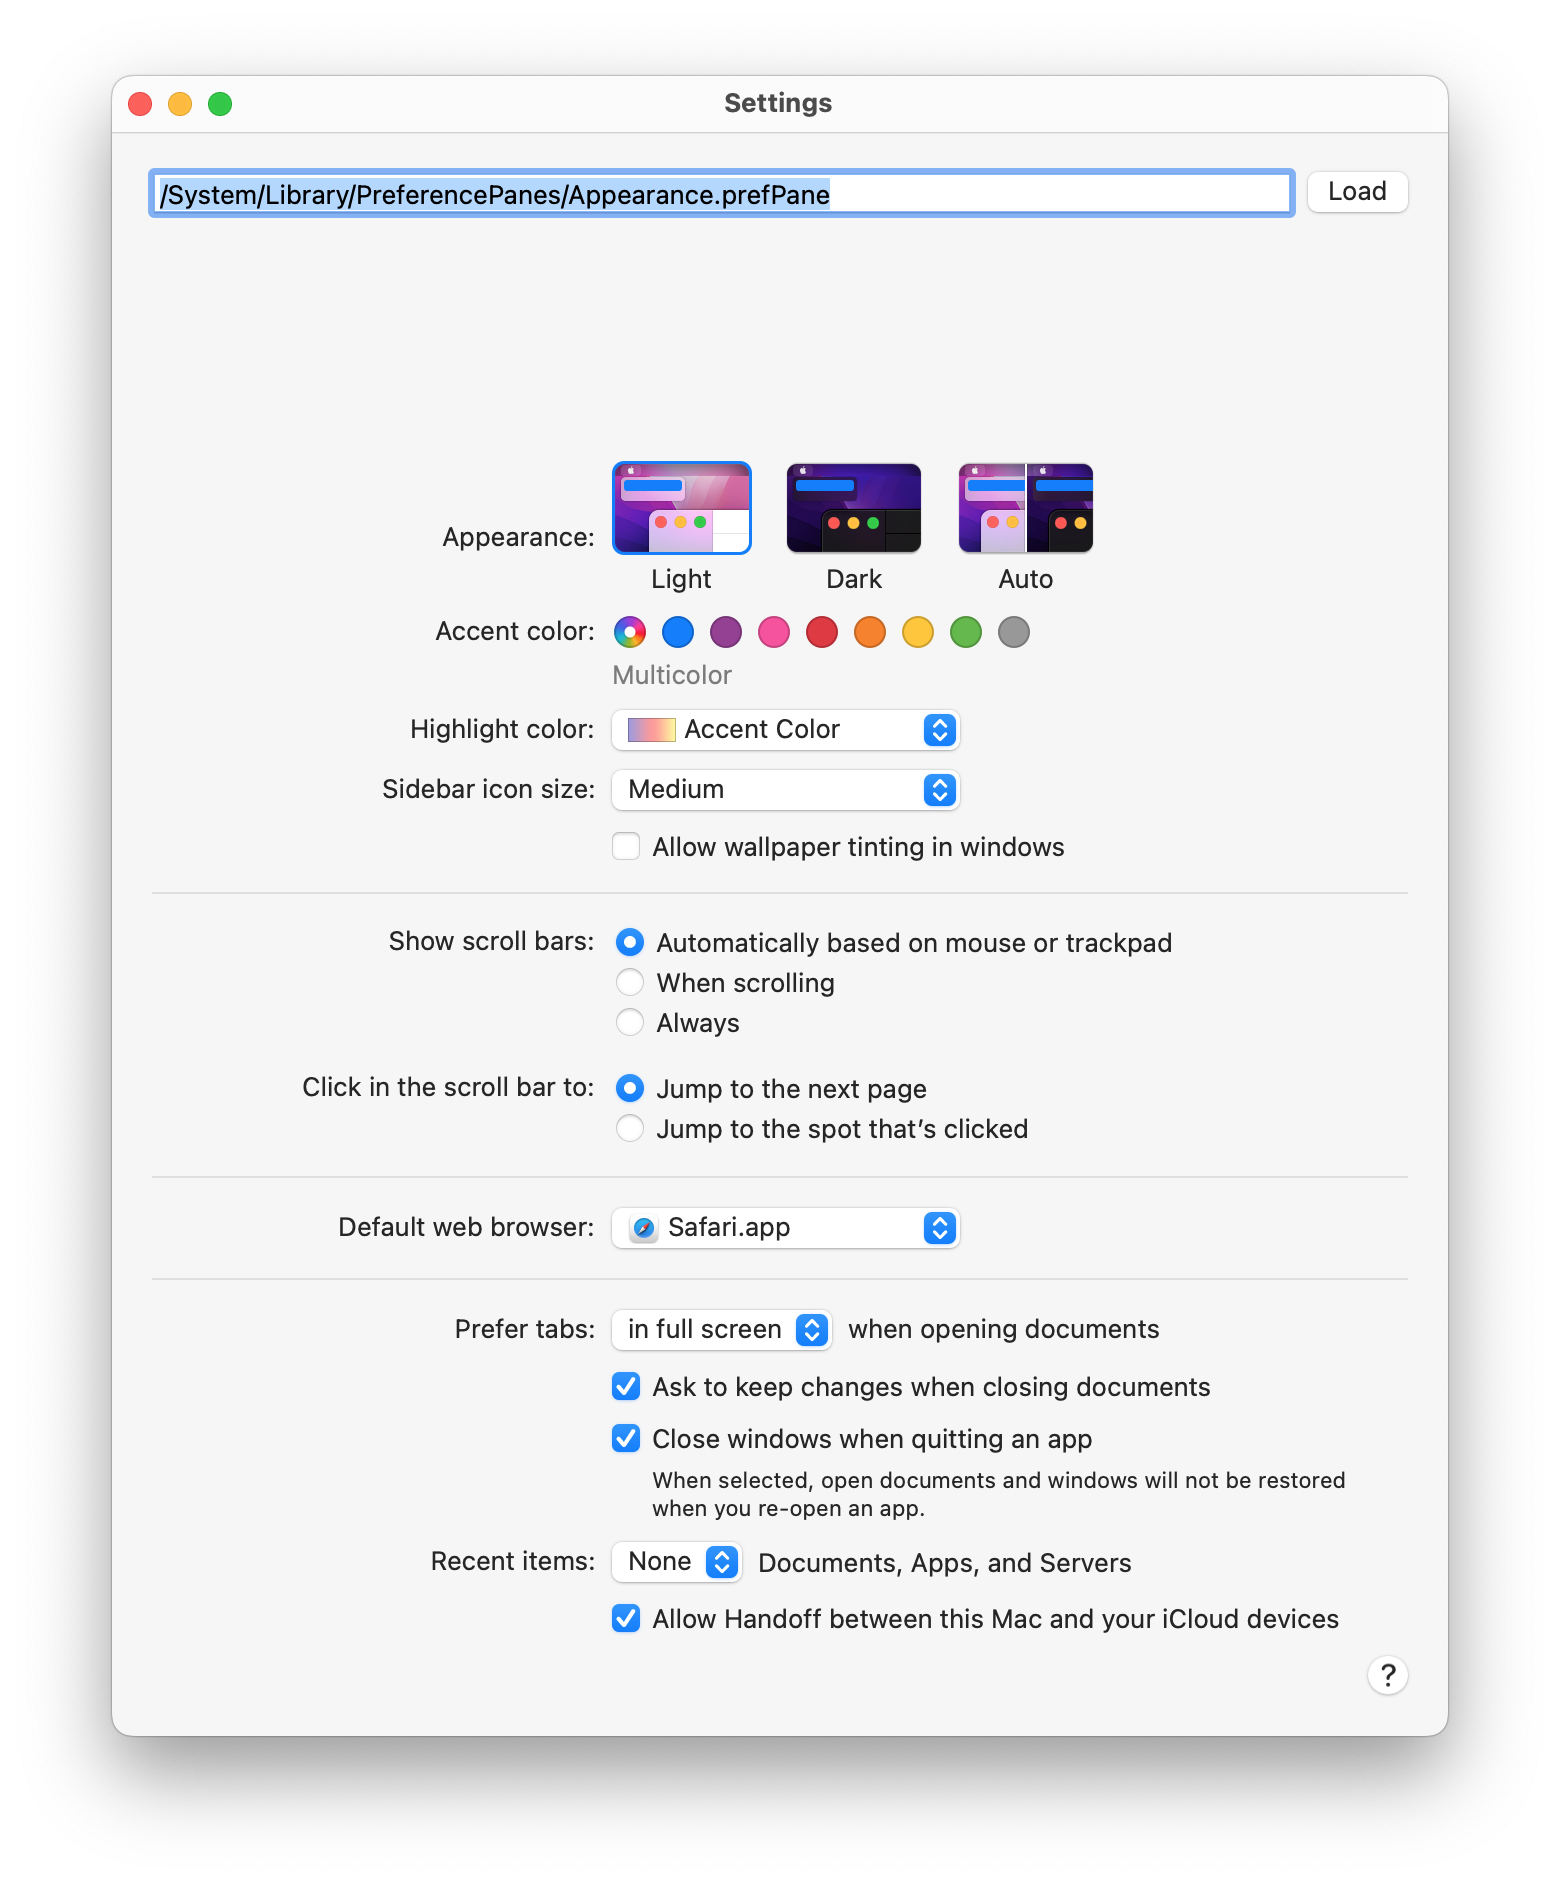 Settings
/System/Library/PreferencePanes/Appearance.prefPane
Load
Appearance:
Light
Dark
Auto
Accent color:
Multicolor
Highlight color:
Accent Color
Sidebar icon size:
Medium
Allow wallpaper tinting in windows
Show scroll bars:
Automatically based on mouse or trackpad
When scrolling
Always
Click in the scroll bar to:
Jump to the next page
Jump to the spot that’s clicked
Default web browser:
Safari.app
Prefer tabs:
in full screen
when opening documents
Ask to keep changes when closing documents
Close windows when quitting an app
When selected, open documents and windows will not be restored
when you re-open an app.
Recent items:
None
Documents, Apps, and Servers
Allow Handoff between this Mac and your iCloud devices
?